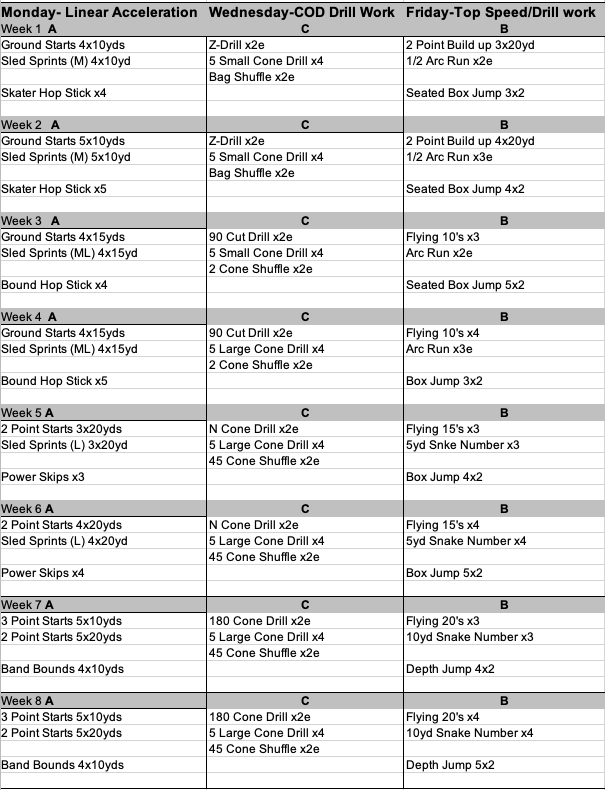 Monday- Linear Acceleration Wednesday-COD Drill Work Friday-Top Speed/Drill work
Week 1 A C B
Ground Starts 4x10yds Z-Drill x2e 2 Point Build up 3x20yd
Sled Sprints (M) 4x10yd 5 Small Cone Drill x4 1/2 Arc Run x2e
Bag Shuffle x2e
Skater Hop Stick x4 Seated Box Jump 3x2
Week 2 A C B
Ground Starts 5x10yds Z-Drill x2e 2 Point Build up 4x20yd
Sled Sprints (M) 5x10yd 5 Small Cone Drill x4 1/2 Arc Run x3e
Bag Shuffle x2e
Skater Hop Stick x5 Seated Box Jump 4x2
Week 3 A C B
Ground Starts 4x15yds 90 Cut Drill x2e Flying 10's x3
Sled Sprints (ML) 4x15yd 5 Small Cone Drill x4 Arc Run x2e
2 Cone Shuffle x2e
Bound Hop Stick x4 Seated Box Jump 5x2
Week 4 A C B
Ground Starts 4x15yds 90 Cut Drill x2e Flying 10's x4
Sled Sprints (ML) 4x15yd 5 Large Cone Drill x4 Arc Run x3e
2 Cone Shuffle x2e
Bound Hop Stick x5 Box Jump 3x2
Week 5 A C B
2 Point Starts 3x20yds N Cone Drill x2e Flying 15's x3
Sled Sprints (L) 3x20yd 5 Large Cone Drill x4 5yd Snke Number x3
45 Cone Shuffle x2e
Power Skips x3 Box Jump 4x2
Week 6 A C B
2 Point Starts 4x20yds N Cone Drill x2e Flying 15's x4
Sled Sprints (L) 4x20yd 5 Large Cone Drill x4 5yd Snake Number x4
45 Cone Shuffle x2e
Power Skips x4 Box Jump 5x2
Week 7 A C B
3 Point Starts 5x10yds 180 Cone Drill x2e Flying 20's x3
2 Point Starts 5x20yds 5 Large Cone Drill x4 10yd Snake Number x3
45 Cone Shuffle x2e
Band Bounds 4x10yds Depth Jump 4x2
Week 8 A C B
3 Point Starts 5x10yds 180 Cone Drill x2e Flying 20's x4
2 Point Starts 5x20yds 5 Large Cone Drill x4 10yd Snake Number x4
45 Cone Shuffle x2e
Band Bounds 4x10yds Depth Jump 5x2